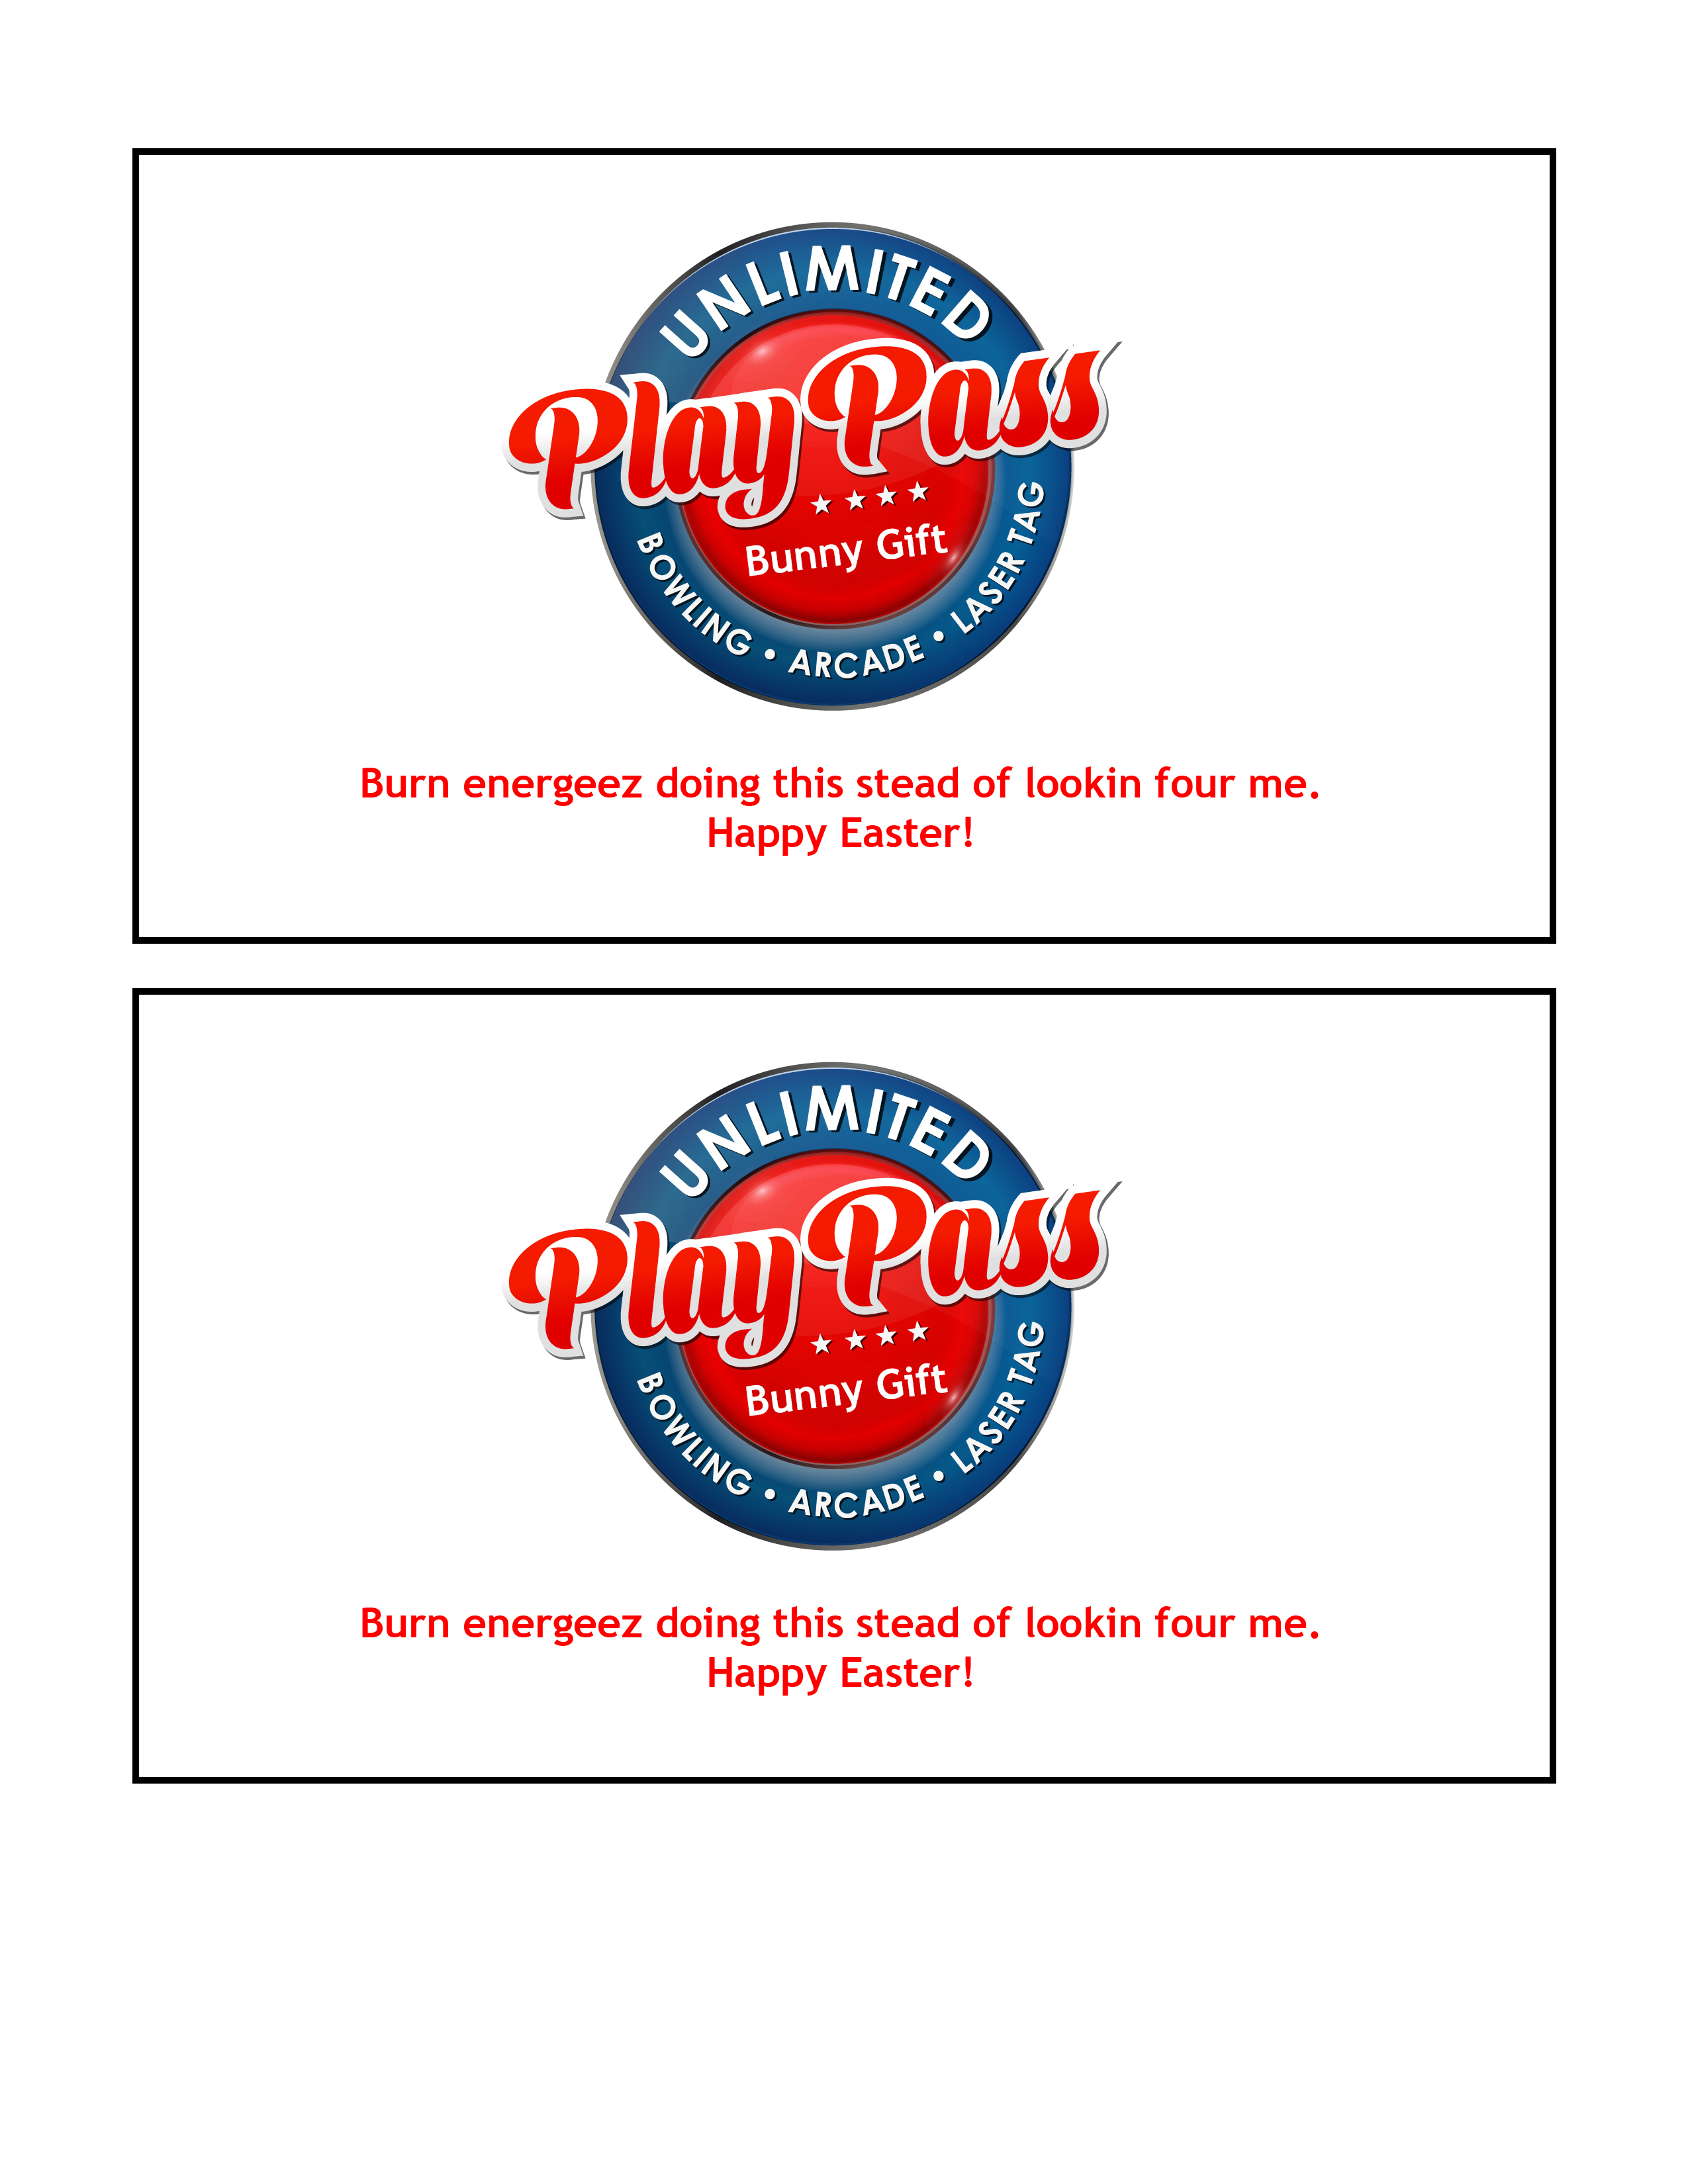 UNLIMITED
Play Pass
Bunny Gift
BOWLING • ARCADE • LASER TAG
Burn energeez doing this stead of lookin four me.
Happy Easter!
UNLIMITED
Play Pass
Bunny Gift
BOWLING • ARCADE • LASER TAG
Burn energeez doing this stead of lookin four me.
Happy Easter!